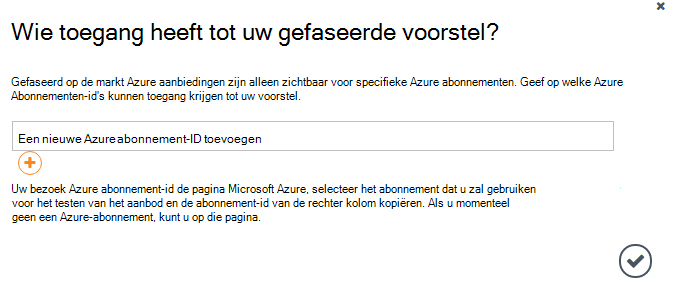 Wie toegang heeft tot uw gefaseerde voorstel?
Gefaseerd op de markt Azure aanbiedingen zijn alleen zichtbaar voor specifieke Azure abonnementen. Geef op welke Azure
Abonnementen-id's kunnen toegang krijgen tot uw voorstel.
Een nieuwe Azure abonnement-ID toevoegen
Uw bezoek Azure abonnement-id de pagina Microsoft Azure, selecteer het abonnement dat u zal gebruiken
voor het testen van het aanbod en de abonnement-id van de rechter kolom kopiëren. Als u momenteel
geen een Azure-abonnement, kunt u op die pagina.